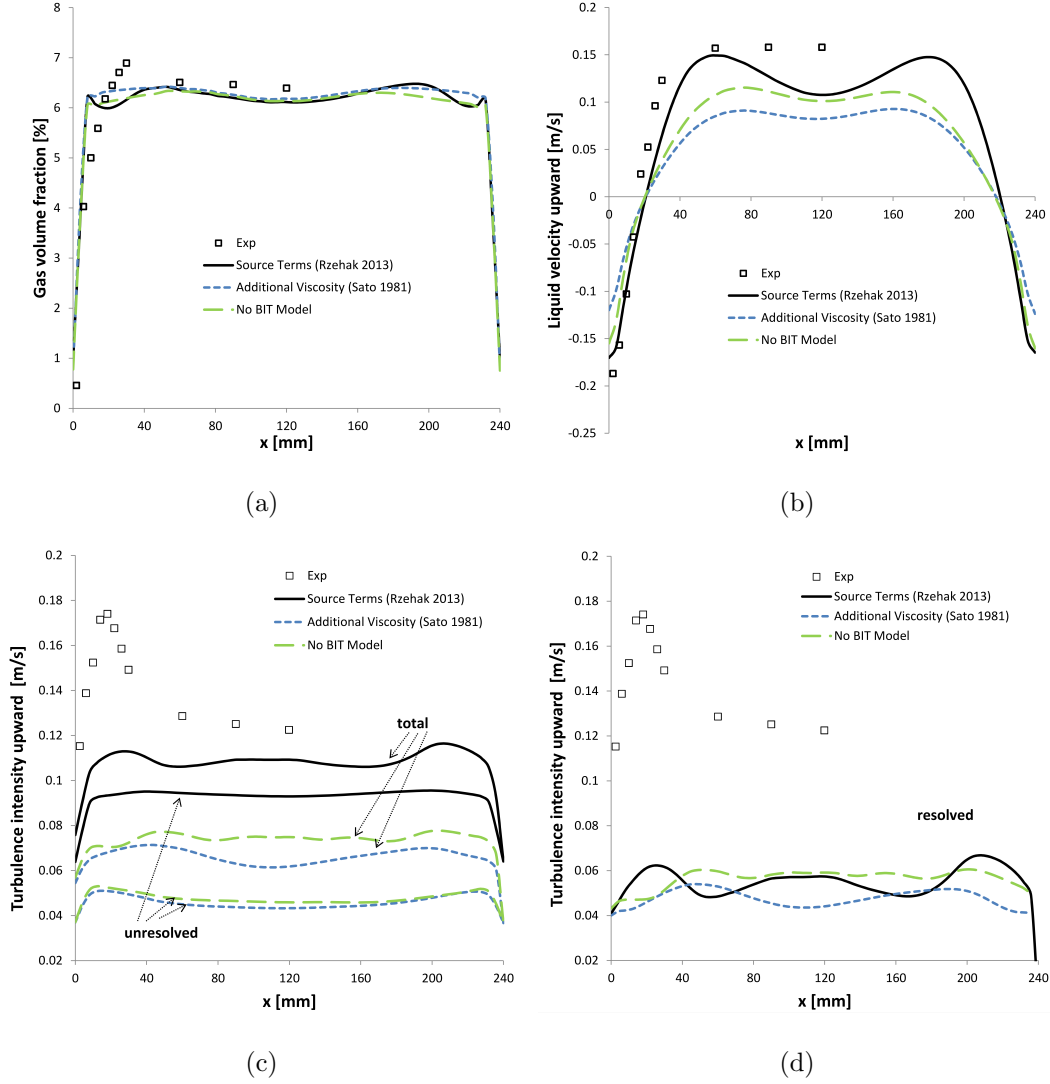 8
7
6
5
4
3
2
1
0
0
40
80
120
160
200
240
Gas volume fraction [%]
x [mm]
Exp
Source Terms (Rzehak 2013)
Additional Viscosity (Sato 1981)
No BIT Model
(a)
0.2
0.15
0.1
0.05
0
-0.05
-0.1
-0.15
-0.2
-0.25
0
40
80
120
160
200
240
Liquid velocity upward [m/s]
x [mm]
Exp
Source Terms (Rzehak 2013)
Additional Viscosity (Sato 1981)
No BIT Model
(b)
0.2
0.18
0.16
0.14
0.12
0.1
0.08
0.06
0.04
0.02
0
40
80
120
160
200
240
Turbulence intensity upward [m/s]
x [mm]
Exp
Source Terms (Rzehak 2013)
Additional Viscosity (Sato 1981)
No BIT Model
total
unresolved
(c)
0.2
0.18
0.16
0.14
0.12
0.1
0.08
0.06
0.04
0.02
0
40
80
120
160
200
240
Turbulence intensity upward [m/s]
x [mm]
Exp
Source Terms (Rzehak 2013)
Additional Viscosity (Sato 1981)
No BIT Model
resolved
(d)